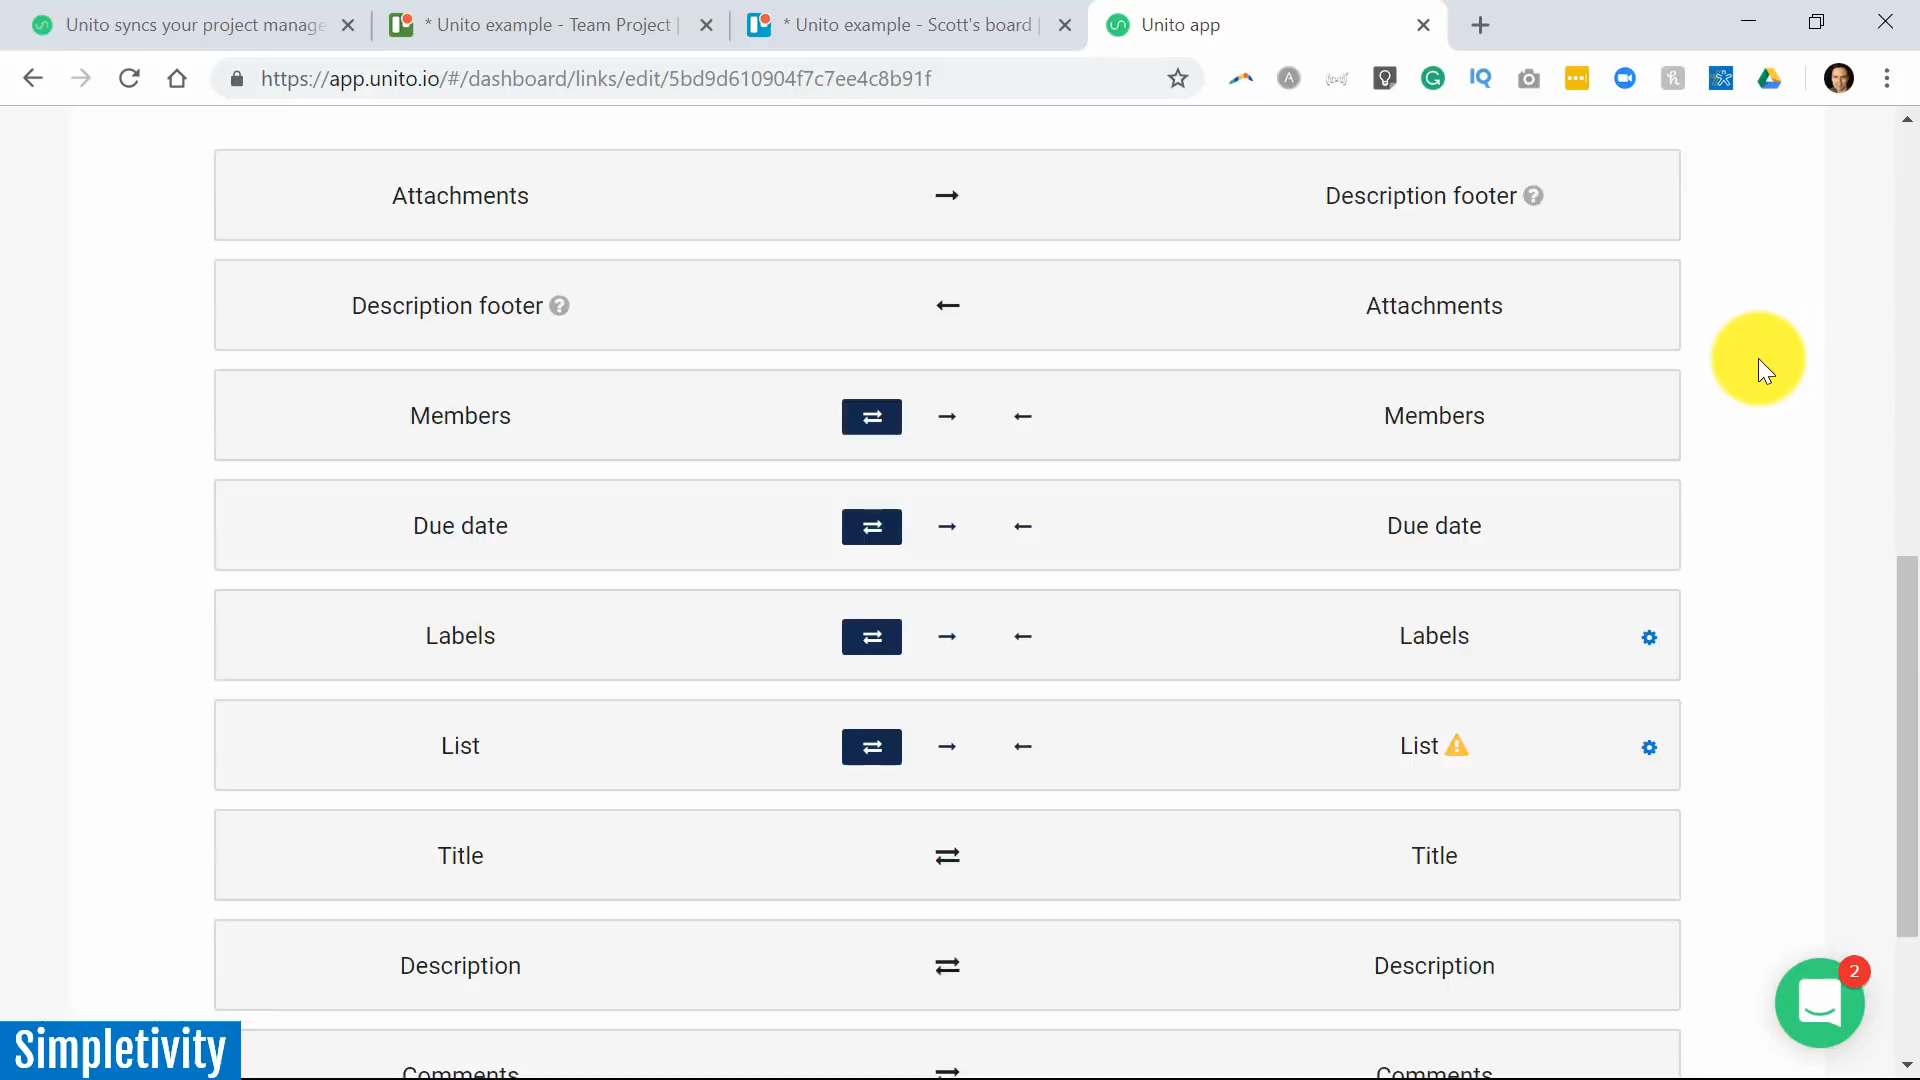 Unito syncs your project manage
* Unito example - Team Project |
* Unito example - Scott's board |
Unito app
https://app.unito.io/#/dashboard/links/edit/5bd9d610904f7c7ee4c8b91f
Attachments → Description footer ?
Description footer ? ← Attachments
Members ⇄ → ← Members
Due date ⇄ → ← Due date
Labels ⇄ → ← Labels
List ⇄ → ← List
Title ⇄ Title
Description ⇄ Description
Comments ⇄ Comments
2
Simpletivity